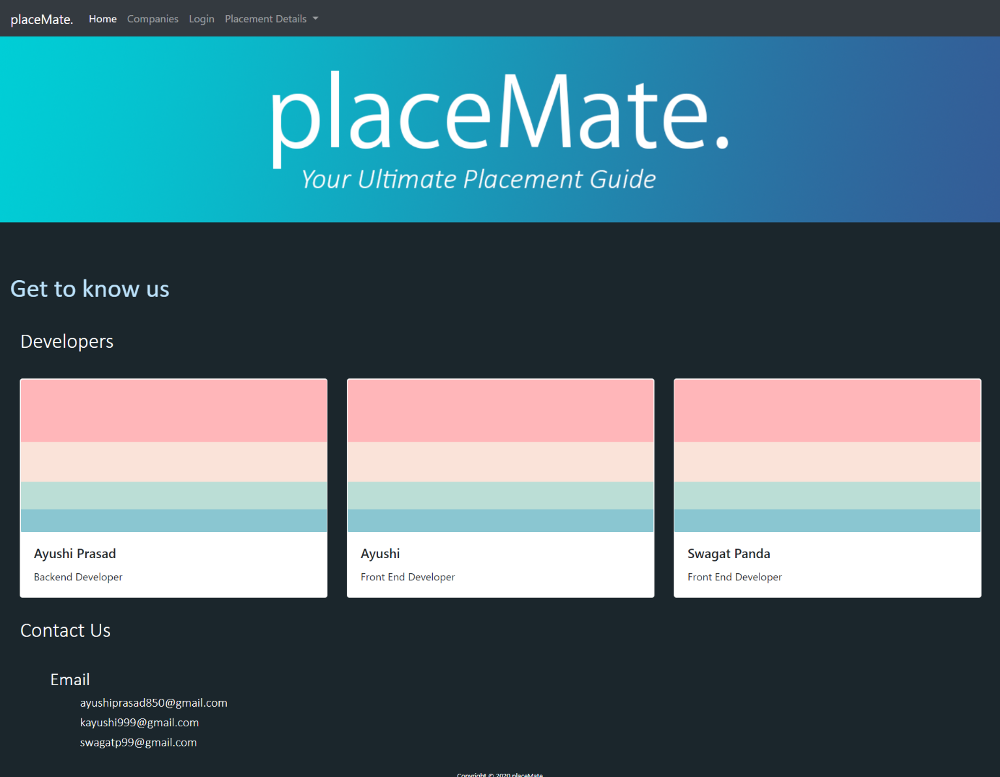 placeMate. Home Companies Login Placement Details
placeMate.
Your Ultimate Placement Guide
Get to know us
Developers
Ayushi Prasad
Backend Developer
Ayushi
Front End Developer
Swagat Panda
Front End Developer
Contact Us
Email
ayushiprasad850@gmail.com
kayushi999@gmail.com
swagatp99@gmail.com
Copyright © 2020 placeMate